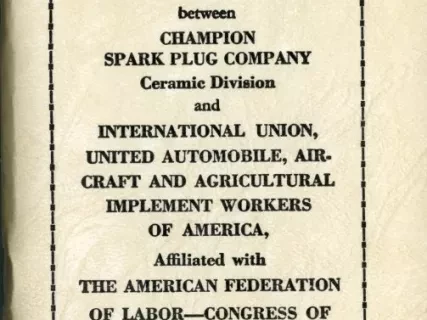 between
CHAMPION
SPARK PLUG COMPANY
Ceramic Division
and
INTERNATIONAL UNION,
UNITED AUTOMOBILE, AIR-
CRAFT AND AGRICULTURAL
IMPLEMENT WORKERS
OF AMERICA,
Affiliated with
THE AMERICAN FEDERATION
OF LABOR—CONGRESS OF